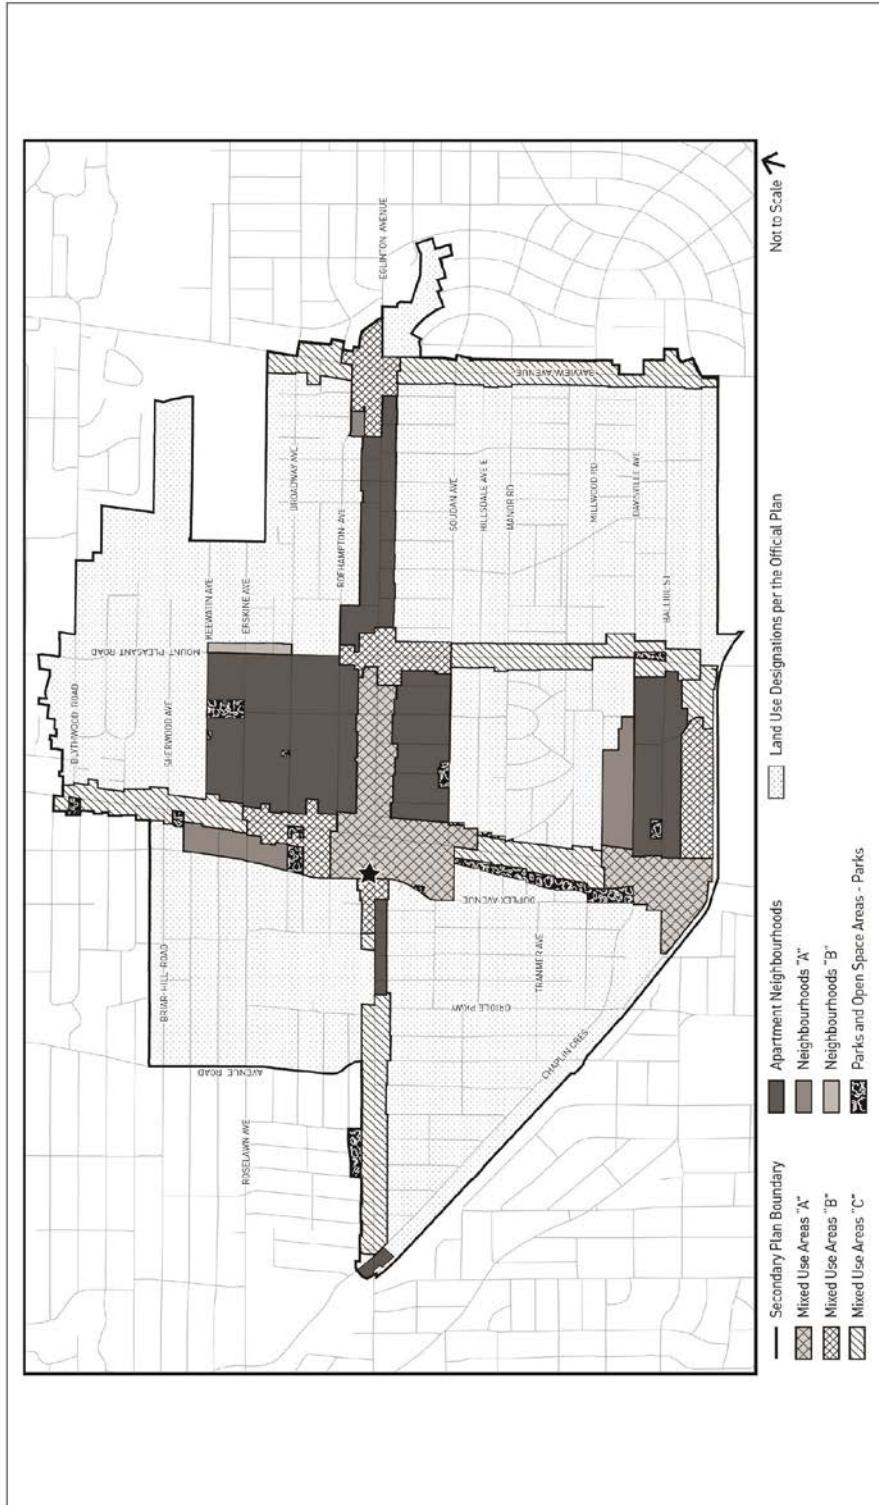 BLYTHWOOD ROAD
SHERWOOD AVE
KEEWATIN AVE
ERSKINE AVE
MOUNT PLEASANT ROAD
BROADWAY AVE
ROEHAMPTON AVE
EGLINTON AVENUE
BAYVIEW AVENUE
SOUDAN AVE
HILLSDALE AVE E
MANOR RD
MILLWOOD RD
DAVISVILLE AVE
BALLIOL ST
BRIAR-HILL-ROAD
AVENUE ROAD
ROSELAWN AVE
DUPLEX AVENUE
TRANMER AVE
ORIOLE PKWY
CHAPLIN CRES
Secondary Plan Boundary
Mixed Use Areas "A"
Mixed Use Areas "B"
Mixed Use Areas "C"
Apartment Neighbourhoods
Neighbourhoods "A"
Neighbourhoods "B"
Parks and Open Space Areas - Parks
Land Use Designations per the Official Plan
Not to Scale